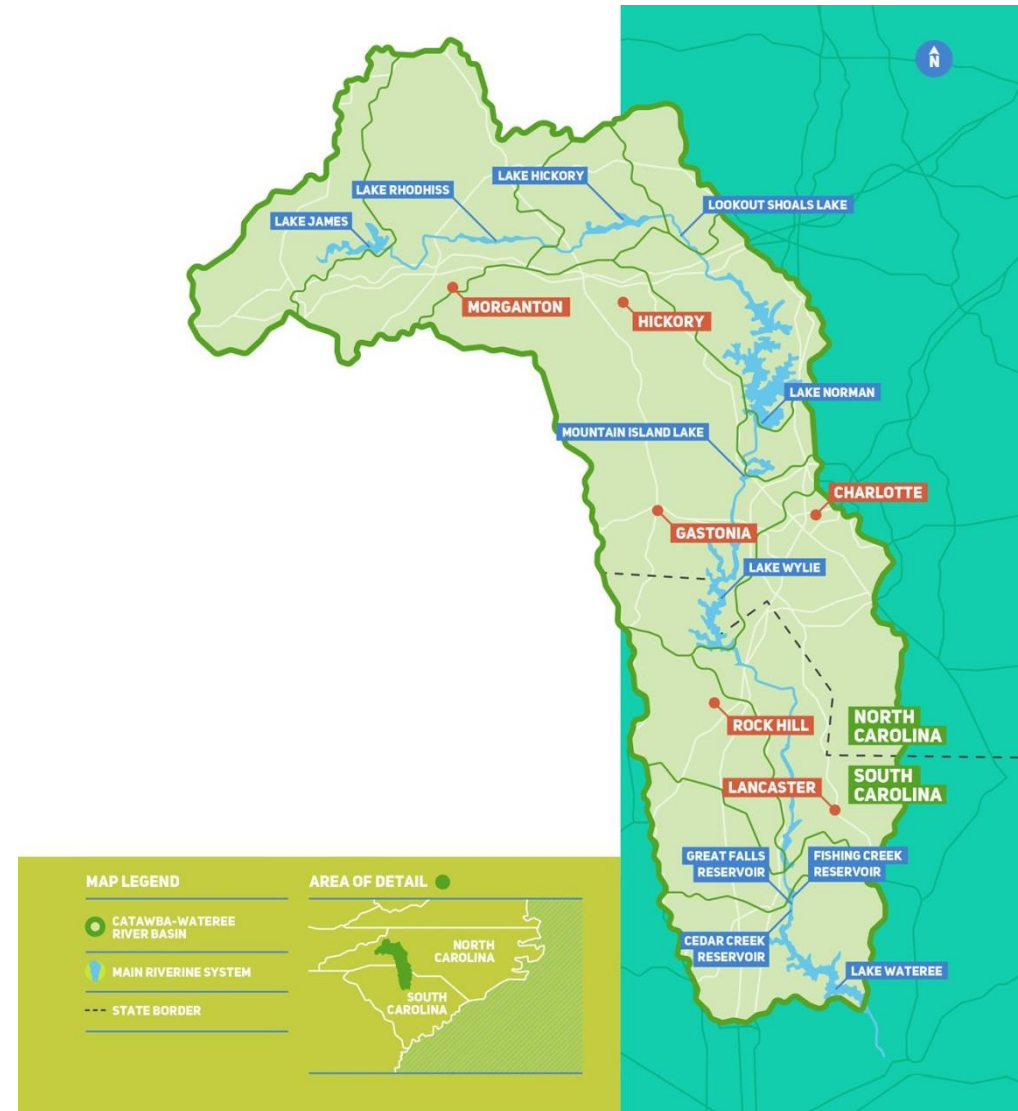 N
LAKE HICKORY
LAKE RHODHISS
LOOKOUT SHOALS LAKE
LAKE JAMES
MORGANTON
HICKORY
LAKE NORMAN
MOUNTAIN ISLAND LAKE
CHARLOTTE
GASTONIA
LAKE WYLIE
ROCK HILL
NORTH
CAROLINA
SOUTH
CAROLINA
LANCASTER
GREAT FALLS
RESERVOIR
FISHING CREEK
RESERVOIR
CEDAR CREEK
RESERVOIR
LAKE WATEREE
MAP LEGEND
CATAWBA-WATEREE
RIVER BASIN
MAIN RIVERINE SYSTEM
STATE BORDER
AREA OF DETAIL
NORTH
CAROLINA
SOUTH
CAROLINA